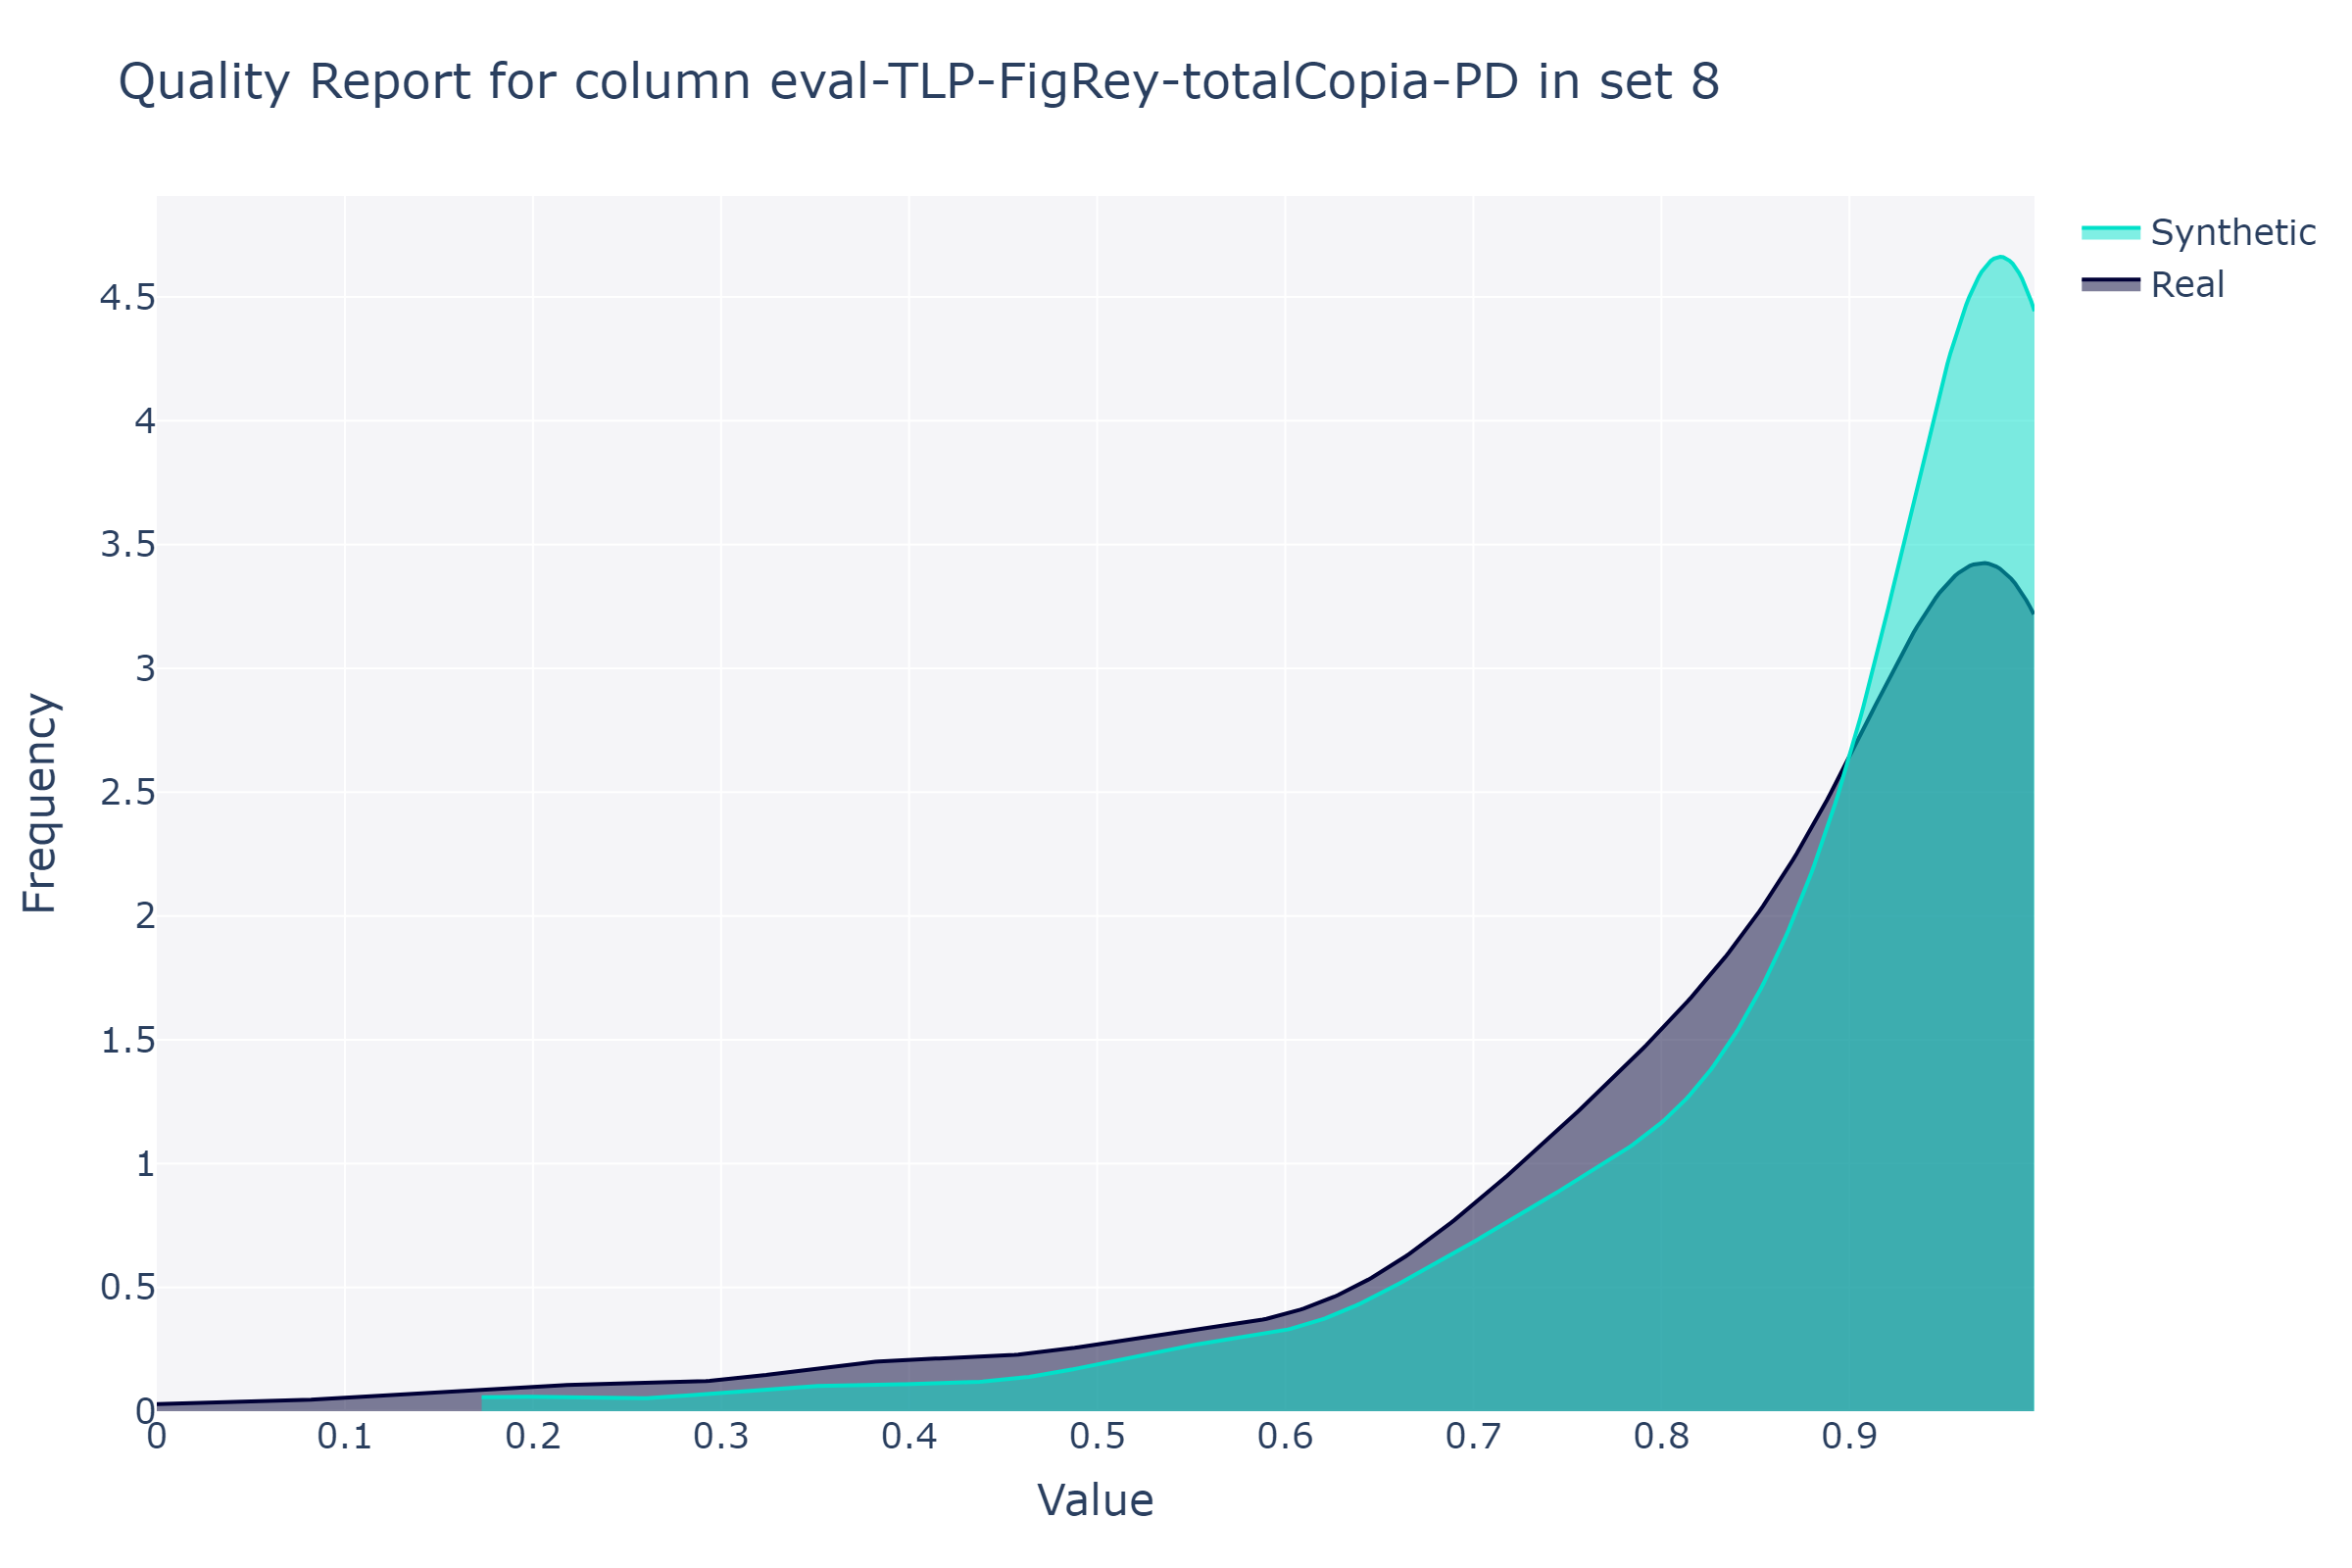 Quality Report for column eval-TLP-FigRey-totalCopia-PD in set 8
Synthetic
Real
4.5
4
3.5
3
2.5
2
1.5
1
0.5
0
Frequency
0 0.1 0.2 0.3 0.4 0.5 0.6 0.7 0.8 0.9
Value